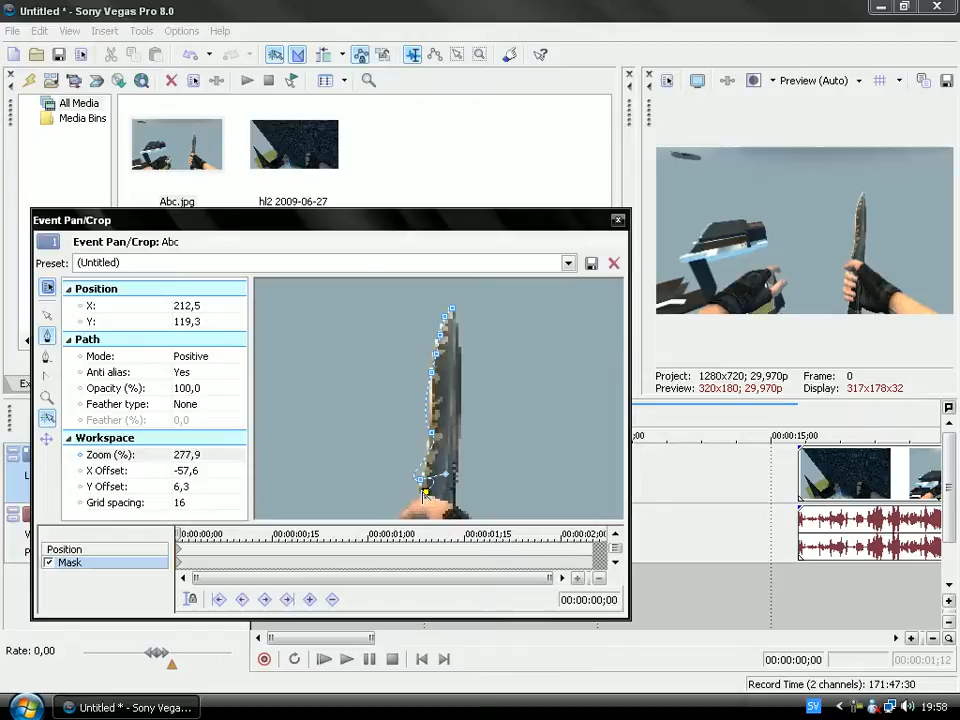 Untitled * - Sony Vegas Pro 8.0
File Edit View Insert Tools Options Help
All Media
Media Bins
Preview (Auto)
Abc.jpg
hl2 2009-06-27
Event Pan/Crop
Event Pan/Crop: Abc
Preset: (Untitled)
Position
X: 212,5
Y: 119,3
Path
Mode: Positive
Anti alias: Yes
Opacity (%): 100,0
Feather type: None
Feather (%): 0,0
Workspace
Zoom (%): 277,9
X Offset: -57,6
Y Offset: 6,3
Grid spacing: 16
Project: 1280x720; 29,970p Frame: 0
Preview: 320x180; 29,970p Display: 317x178x32
Ex
;00 00:00:15;00
00:00:00;00 00:00:00;15 00:00:01;00 00:00:01;15 00:00:02;0
Position
Mask
00:00:00;00
Rate: 0,00
00:00:00;00 00:00:01;12
Record Time (2 channels): 171:47:30
Untitled * - Sony Vega...
SV
19:58